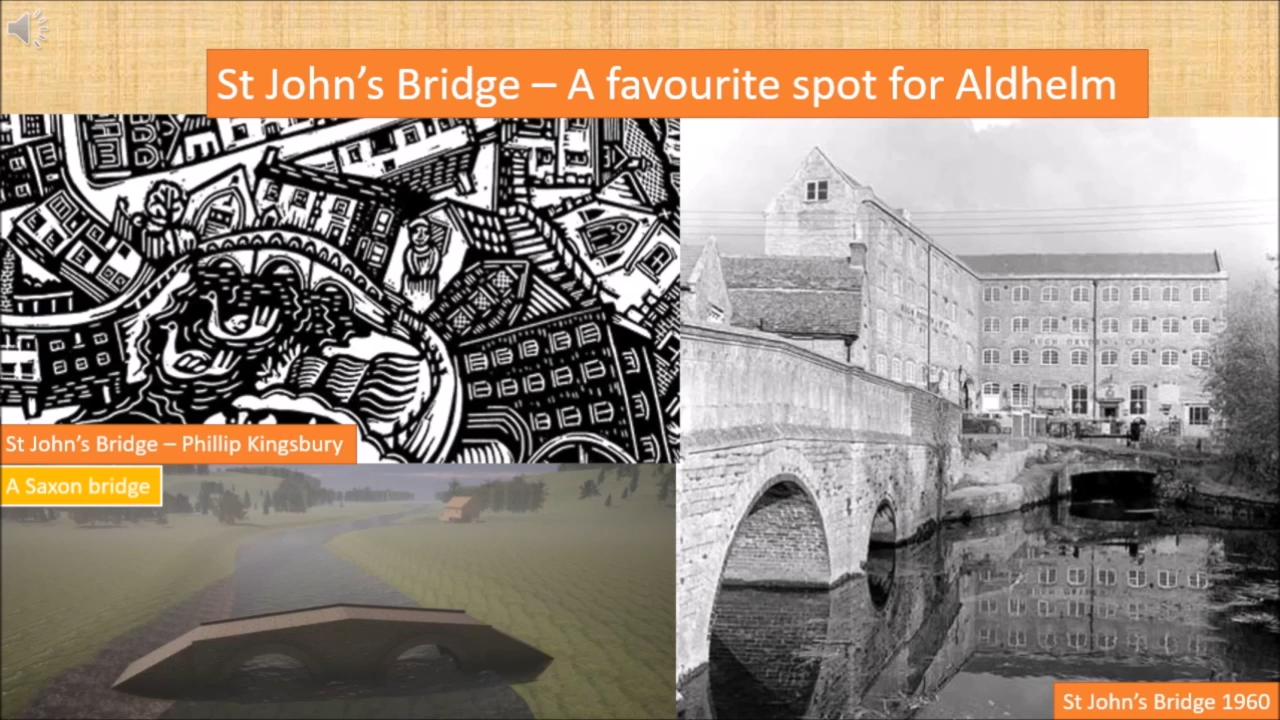 St John’s Bridge – A favourite spot for Aldhelm
St John’s Bridge – Phillip Kingsbury
A Saxon bridge
St John’s Bridge 1960